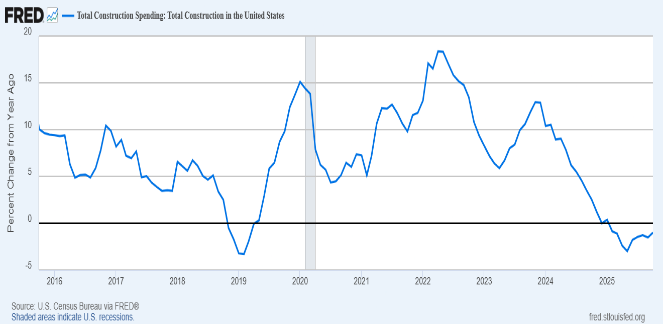 FRED Total Construction Spending: Total Construction in the United States
Percent Change from Year Ago
20
15
10
5
0
-5
2016 2017 2018 2019 2020 2021 2022 2023 2024 2025
Source: U.S. Census Bureau via FRED®
Shaded areas indicate U.S. recessions.
fred.stlouisfed.org